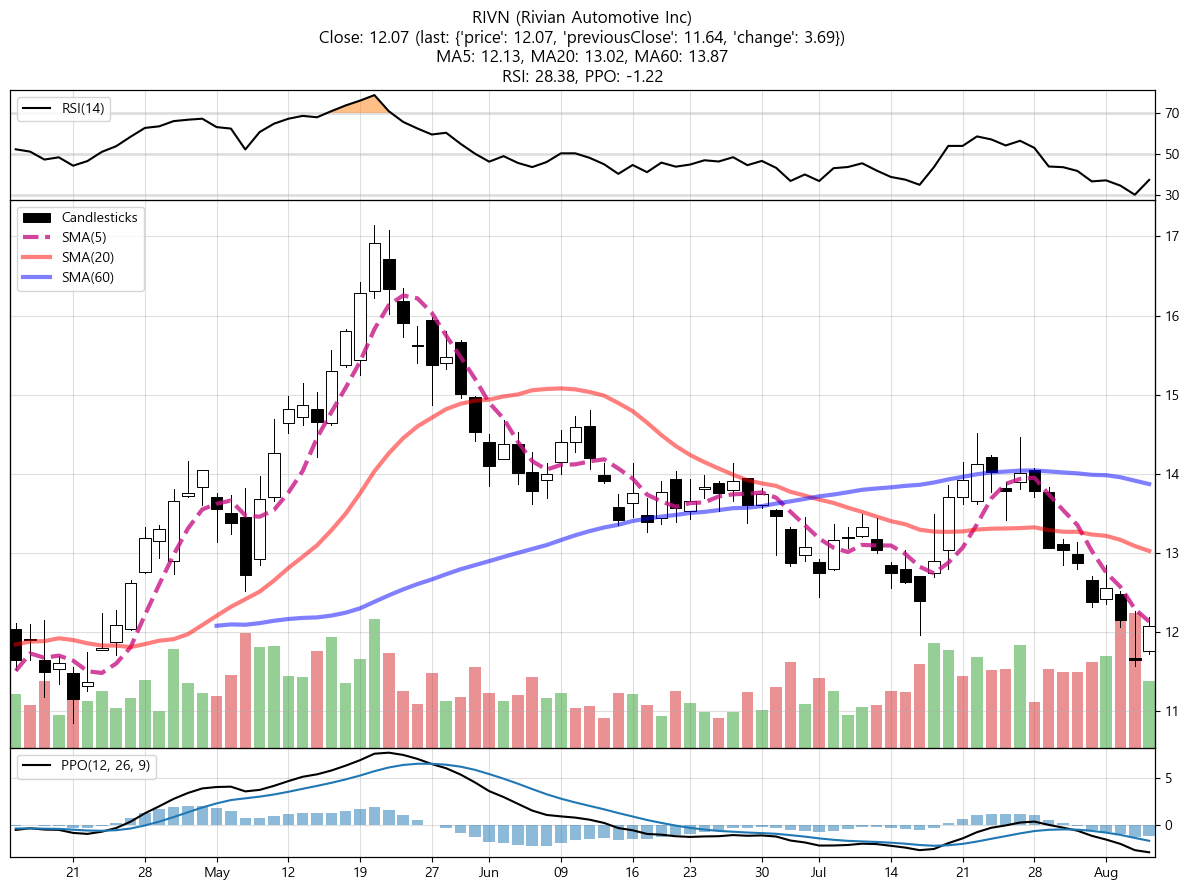 RIVN (Rivian Automotive Inc)
Close: 12.07 (last: {'price': 12.07, 'previousClose': 11.64, 'change': 3.69})
MA5: 12.13, MA20: 13.02, MA60: 13.87
RSI: 28.38, PPO: -1.22
RSI(14)
70
50
30
Candlesticks
SMA(5)
SMA(20)
SMA(60)
17
16
15
14
13
12
11
PPO(12, 26, 9)
5
0
21 28 May 12 19 27 Jun 09 16 23 30 Jul 14 21 28 Aug